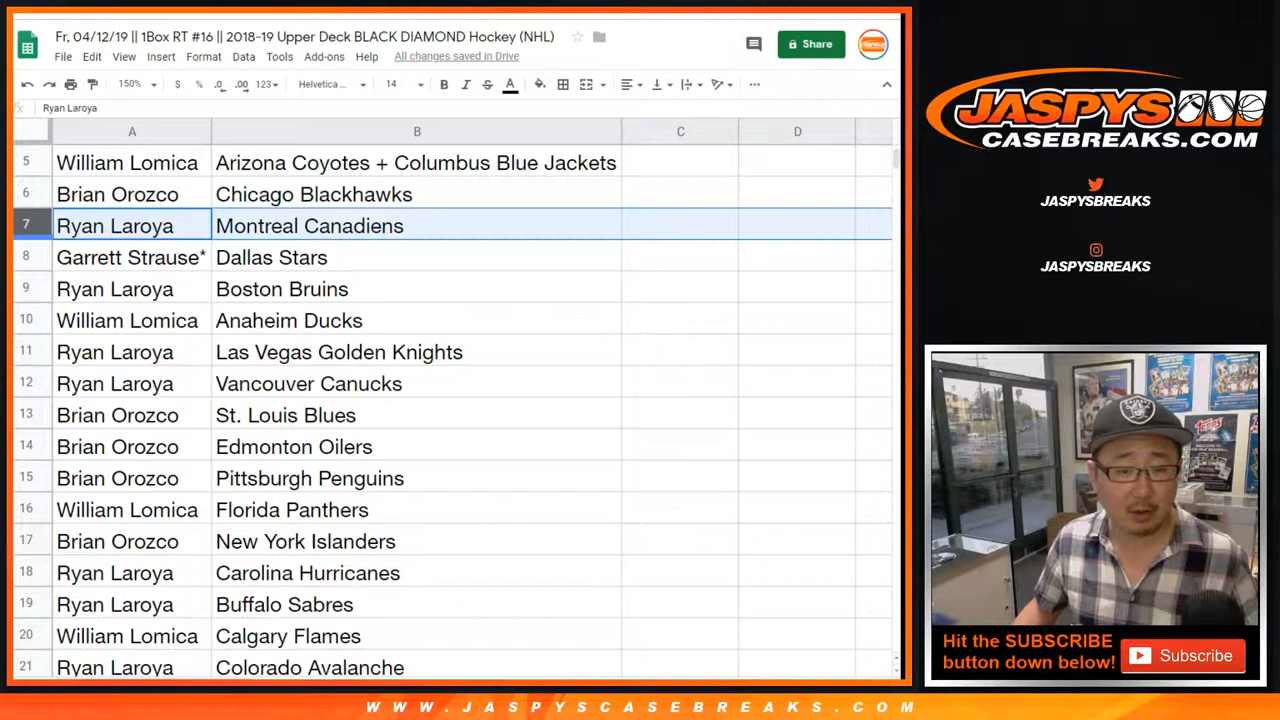 Fr, 04/12/19 || 1Box RT #16 || 2018-19 Upper Deck BLACK DIAMOND Hockey (NHL)
File Edit View Insert Format Data Tools Add-ons Help All changes saved in Drive
Share
150% $ % .0 .00 123 Helvetica ... 14 B I S A
Ryan Laroya
A B C D
5 William Lomica Arizona Coyotes + Columbus Blue Jackets
6 Brian Orozco Chicago Blackhawks
7 Ryan Laroya Montreal Canadiens
8 Garrett Strause* Dallas Stars
9 Ryan Laroya Boston Bruins
10 William Lomica Anaheim Ducks
11 Ryan Laroya Las Vegas Golden Knights
12 Ryan Laroya Vancouver Canucks
13 Brian Orozco St. Louis Blues
14 Brian Orozco Edmonton Oilers
15 Brian Orozco Pittsburgh Penguins
16 William Lomica Florida Panthers
17 Brian Orozco New York Islanders
18 Ryan Laroya Carolina Hurricanes
19 Ryan Laroya Buffalo Sabres
20 William Lomica Calgary Flames
21 Ryan Laroya Colorado Avalanche
JASPYS
CASEBREAKS.COM
JASPYSBREAKS
JASPYSBREAKS
Topps
Hit the SUBSCRIBE
button down below!
Subscribe
WWW.JASPYSCASEBREAKS.COM